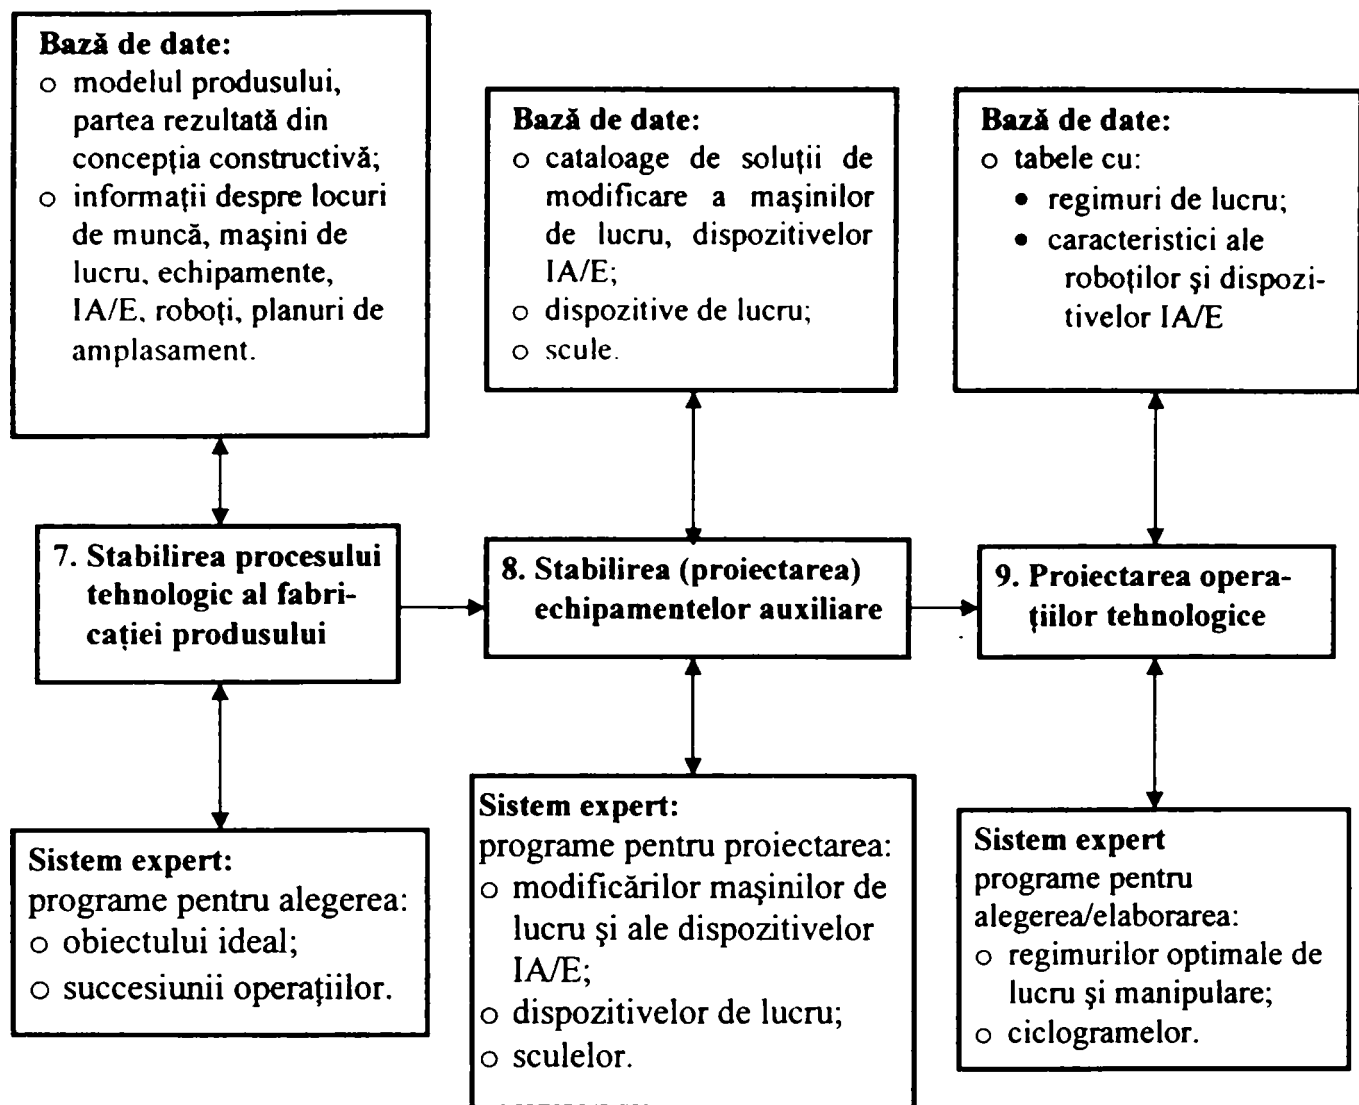 Bază de date:
○ modelul produsului,
partea rezultată din
concepţia constructivă;
○ informaţii despre locuri
de muncă, maşini de
lucru, echipamente,
IA/E, roboţi, planuri de
amplasament.
Bază de date:
○ cataloage de soluţii de
modificare a maşinilor
de lucru, dispozitivelor
IA/E;
○ dispozitive de lucru;
○ scule.
Bază de date:
○ tabele cu:
• regimuri de lucru;
• caracteristici ale
roboţilor şi dispozi-
tivelor IA/E
7. Stabilirea procesului
tehnologic al fabri-
caţiei produsului
8. Stabilirea (proiectarea)
echipamentelor auxiliare
9. Proiectarea opera-
ţiilor tehnologice
Sistem expert:
programe pentru alegerea:
○ obiectului ideal;
○ succesiunii operaţiilor.
Sistem expert:
programe pentru proiectarea:
○ modificărilor maşinilor de
lucru şi ale dispozitivelor
IA/E;
○ dispozitivelor de lucru;
○ sculelor.
Sistem expert
programe pentru
alegerea/elaborarea:
○ regimurilor optimale de
lucru şi manipulare;
○ ciclogramelor.